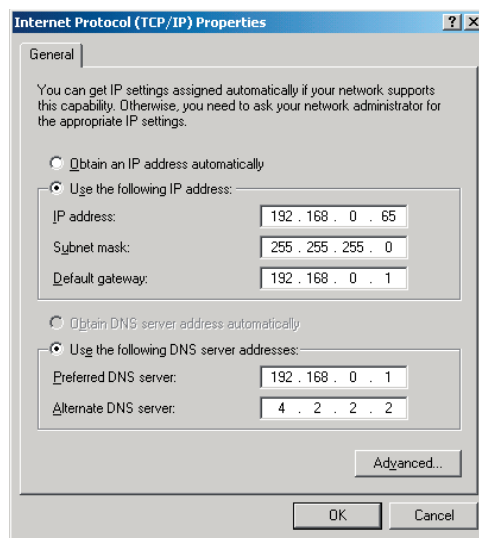 Internet Protocol (TCP/IP) Properties
General
You can get IP settings assigned automatically if your network supports
this capability. Otherwise, you need to ask your network administrator for
the appropriate IP settings.
Obtain an IP address automatically
Use the following IP address:
IP address: 192 . 168 . 0 . 65
Subnet mask: 255 . 255 . 255 . 0
Default gateway: 192 . 168 . 0 . 1
Obtain DNS server address automatically
Use the following DNS server addresses:
Preferred DNS server: 192 . 168 . 0 . 1
Alternate DNS server: 4 . 2 . 2 . 2
Advanced...
OK Cancel